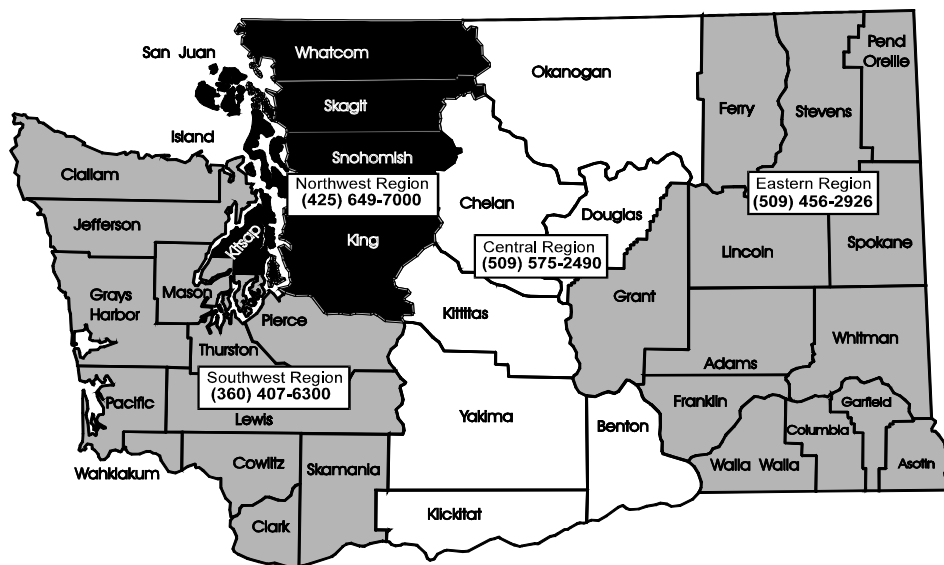 Whatcom
San Juan
Pend
Oreille
Okanogan
Skagit
Ferry
Stevens
Island
Snohomish
Clallam
Northwest Region
(425) 649-7000
Eastern Region
(509) 456-2926
Chelan
Douglas
Jefferson
Kitsap
King
Central Region
(509) 575-2490
Lincoln
Spokane
Grays
Harbor
Mason
Grant
Pierce
Kittitas
Whitman
Thurston
Adams
Southwest Region
(360) 407-6300
Pacific
Lewis
Yakima
Benton
Franklin
Garfield
Columbia
Wahkiakum
Cowlitz
Skamania
Walla Walla
Asotin
Klickitat
Clark